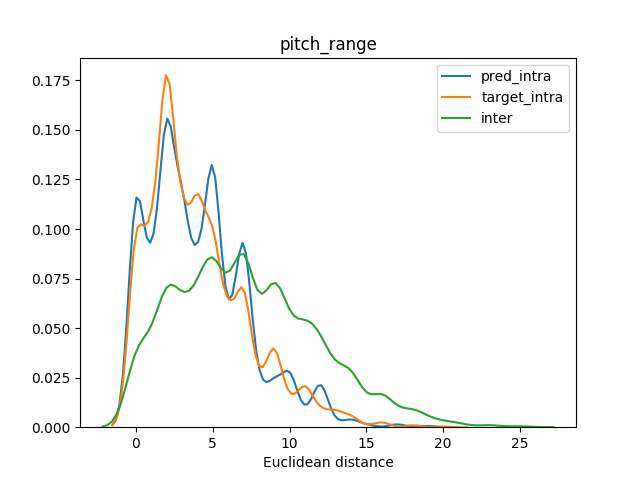 pitch_range
pred_intra
target_intra
inter
0.175
0.150
0.125
0.100
0.075
0.050
0.025
0.000
0 5 10 15 20 25
Euclidean distance